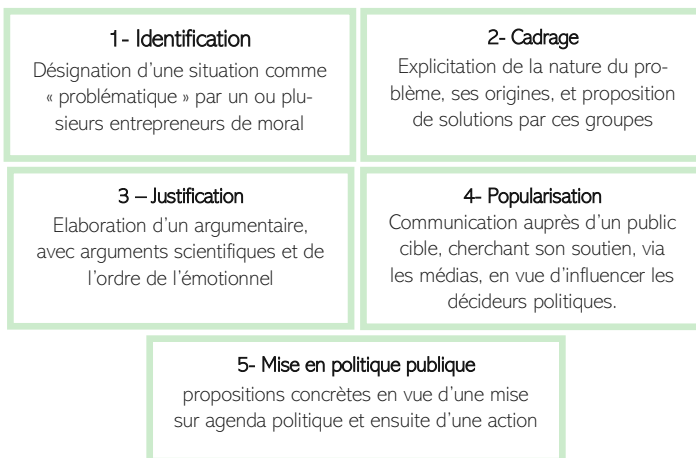 1- Identification
Désignation d'une situation comme
« problématique » par un ou plu-
sieurs entrepreneurs de moral
2- Cadrage
Explicitation de la nature du pro-
blème, ses origines, et proposition
de solutions par ces groupes
3 – Justification
Elaboration d'un argumentaire,
avec arguments scientifiques et de
l'ordre de l'émotionnel
4- Popularisation
Communication auprès d'un public
cible, cherchant son soutien, via
les médias, en vue d'influencer les
décideurs politiques.
5- Mise en politique publique
propositions concrètes en vue d'une mise
sur agenda politique et ensuite d'une action